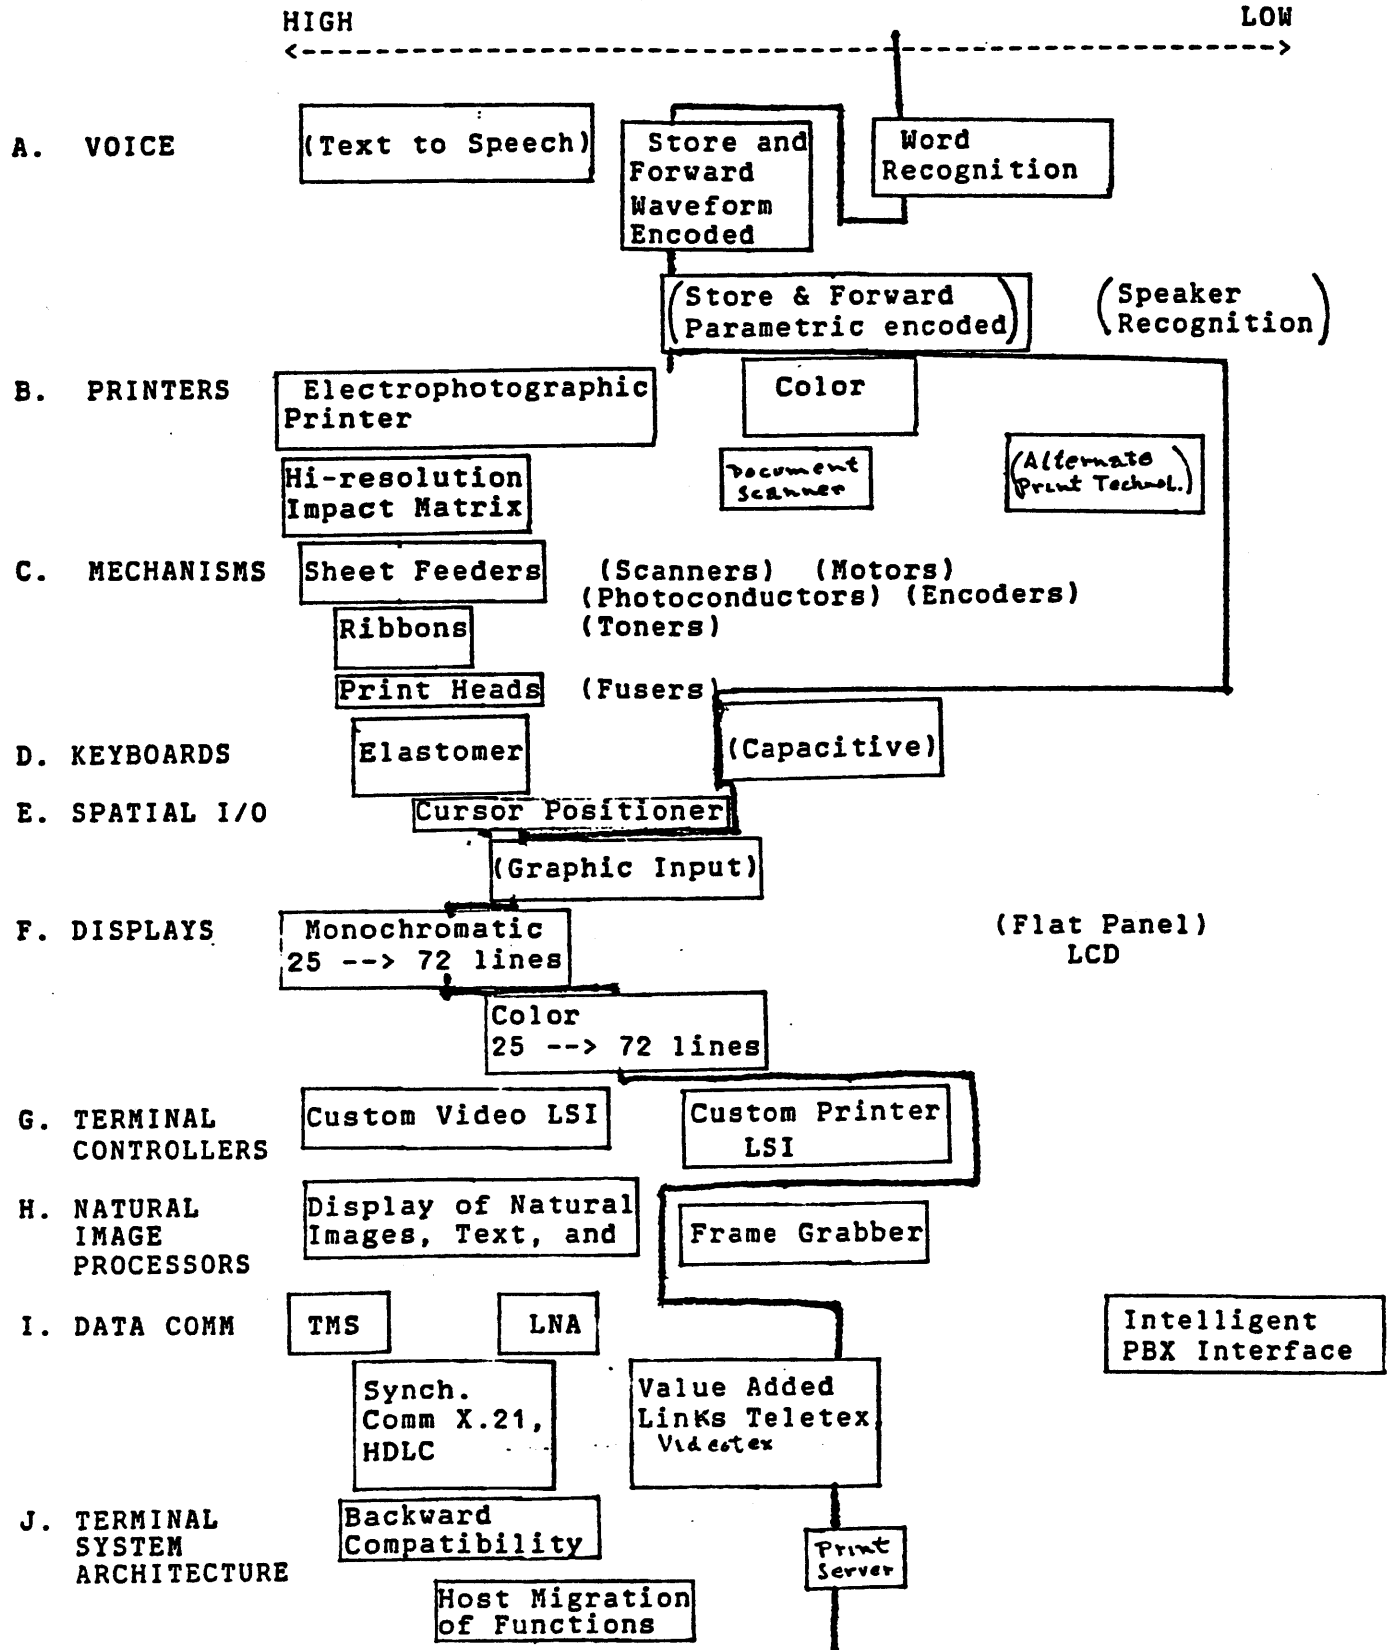 HIGH LOW
<-------------------------------------------------------------->
A. VOICE (Text to Speech) Store and Word
Forward Recognition
Waveform
Encoded
(Store & Forward (Speaker
Parametric encoded) Recognition)
B. PRINTERS Electrophotographic Color
Printer
Hi-resolution Document (Alternate
Impact Matrix Scanner Print Technol.)
C. MECHANISMS Sheet Feeders (Scanners) (Motors)
(Photoconductors) (Encoders)
Ribbons (Toners)
Print Heads (Fusers)
D. KEYBOARDS Elastomer (Capacitive)
E. SPATIAL I/O Cursor Positioner
(Graphic Input)
F. DISPLAYS Monochromatic (Flat Panel)
25 --> 72 lines LCD
Color
25 --> 72 lines
G. TERMINAL Custom Video LSI Custom Printer
CONTROLLERS LSI
H. NATURAL Display of Natural
IMAGE Images, Text, and Frame Grabber
PROCESSORS
I. DATA COMM TMS LNA Intelligent
PBX Interface
Synch. Value Added
Comm X.21, Links Teletex
HDLC Videotex
J. TERMINAL Backward
SYSTEM Compatibility Print
ARCHITECTURE Server
Host Migration
of Functions